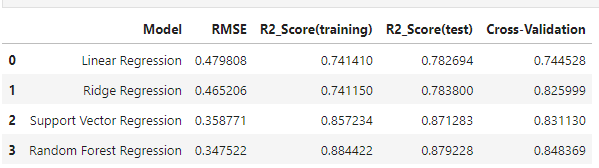 Model RMSE R2_Score(training) R2_Score(test) Cross-Validation
0 Linear Regression 0.479808 0.741410 0.782694 0.744528
1 Ridge Regression 0.465206 0.741150 0.783800 0.825999
2 Support Vector Regression 0.358771 0.857234 0.871283 0.831130
3 Random Forest Regression 0.347522 0.884422 0.879228 0.848369